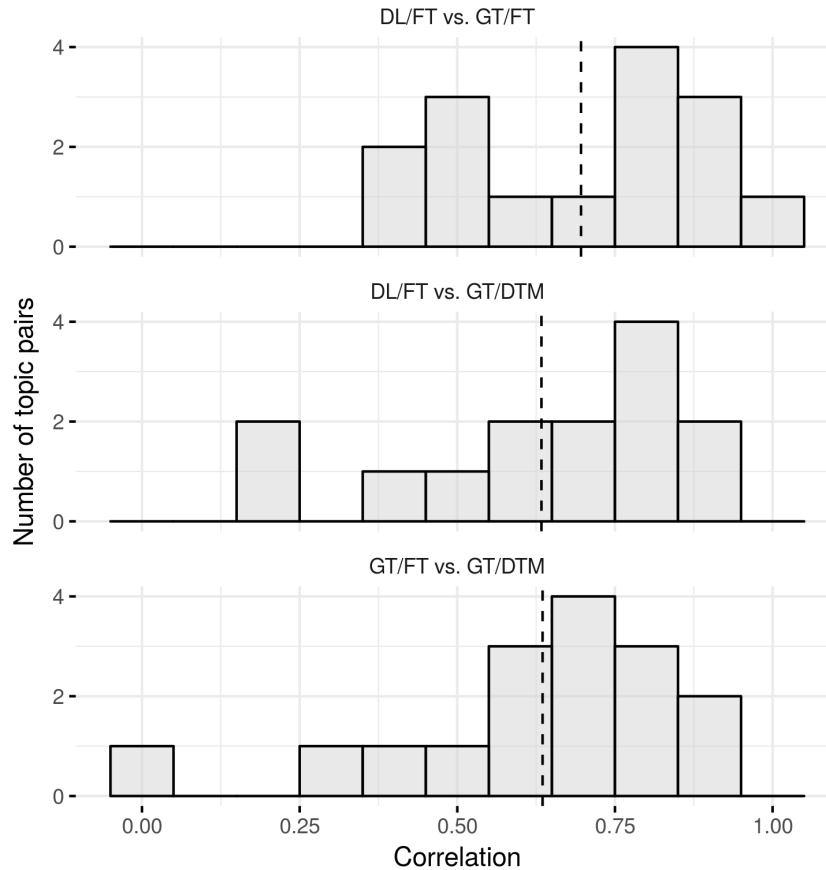 DL/FT vs. GT/FT
4
2
0
DL/FT vs. GT/DTM
4
2
0
GT/FT vs. GT/DTM
4
2
0
Number of topic pairs
0.00 0.25 0.50 0.75 1.00
Correlation